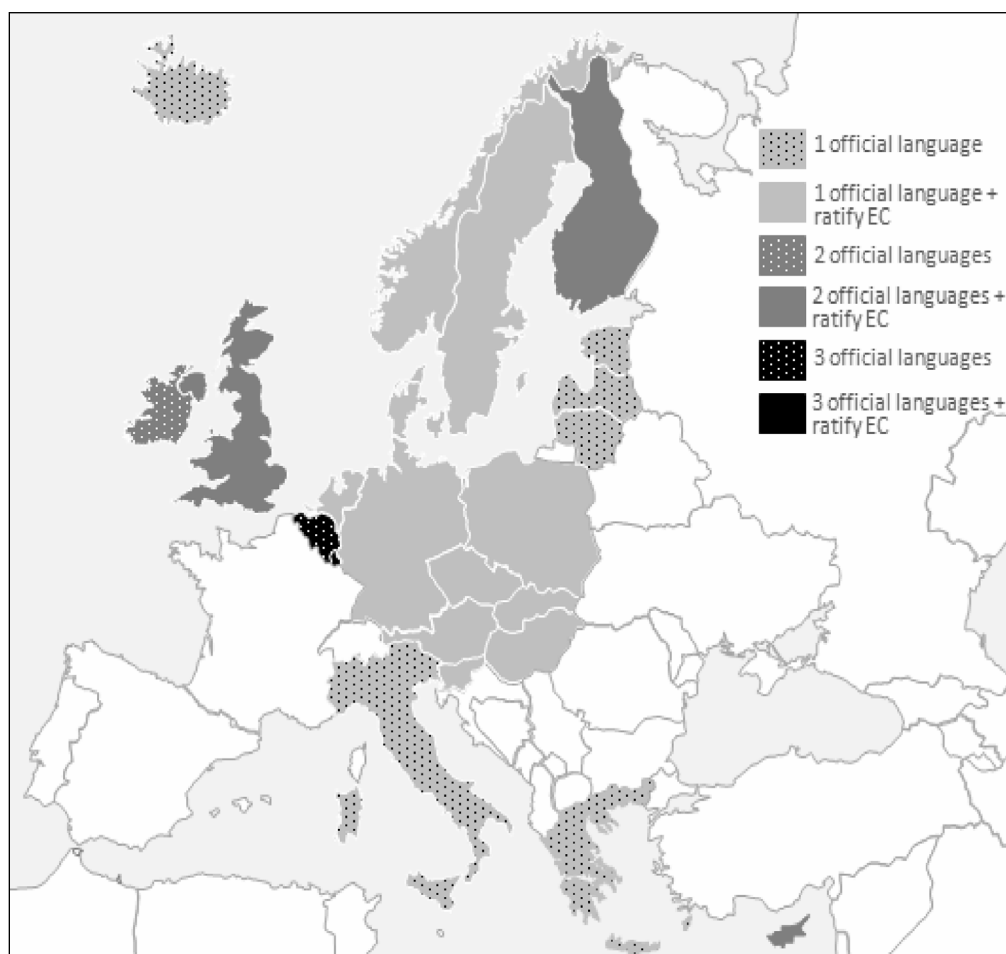 1 official language
1 official language +
ratify EC
2 official languages
2 official languages +
ratify EC
3 official languages
3 official languages +
ratify EC